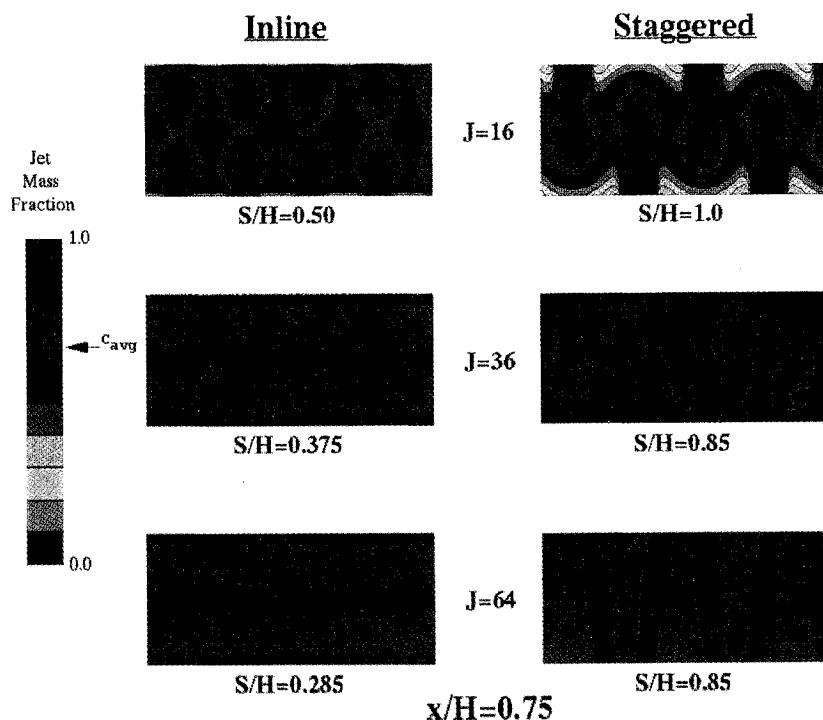 Inline
Staggered
J=16
S/H=0.50
S/H=1.0
Jet
Mass
Fraction
1.0
Cavg
0.0
J=36
S/H=0.375
S/H=0.85
J=64
S/H=0.285
S/H=0.85
x/H=0.75